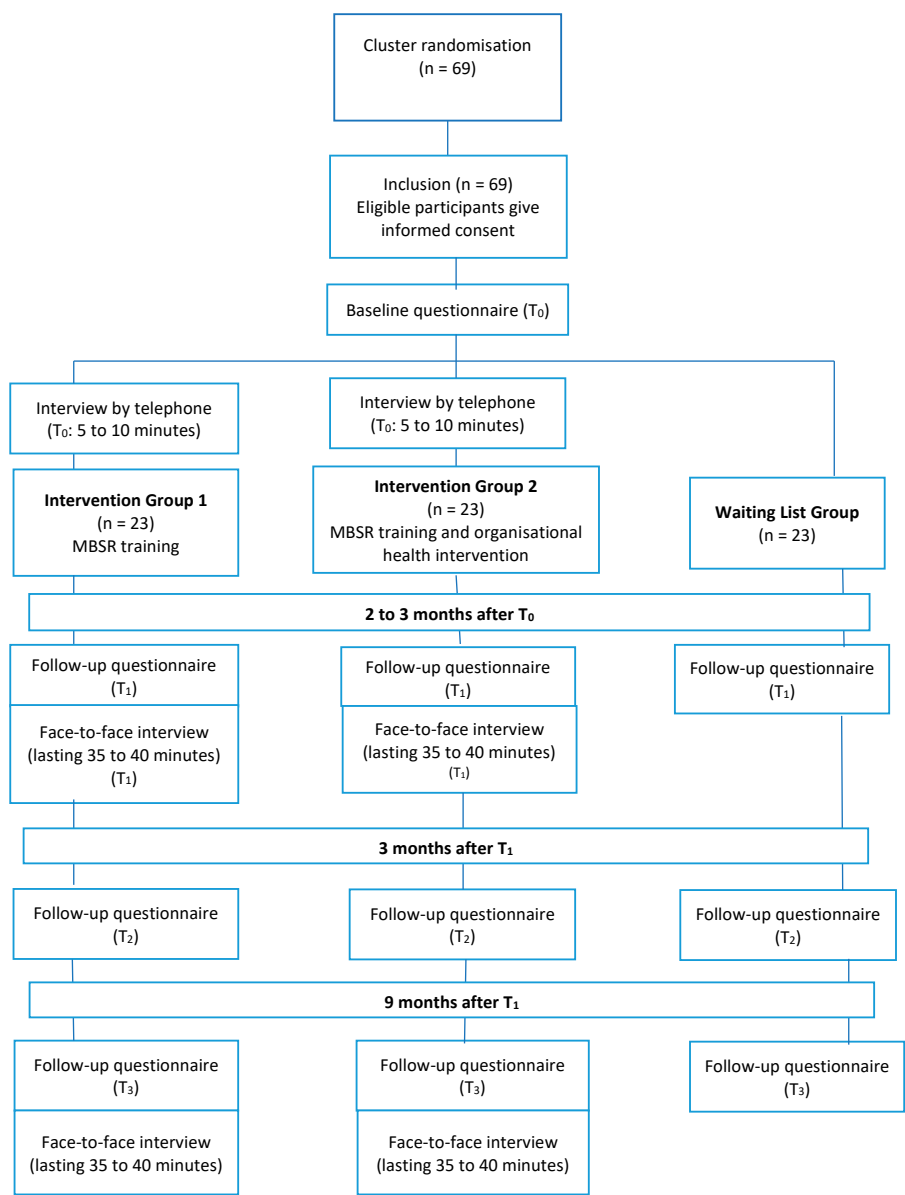 Cluster randomisation
(n = 69)
Inclusion (n = 69)
Eligible participants give
informed consent
Baseline questionnaire (T₀)
Interview by telephone
(T₀: 5 to 10 minutes)
Interview by telephone
(T₀: 5 to 10 minutes)
Intervention Group 1
(n = 23)
MBSR training
Intervention Group 2
(n = 23)
MBSR training and organisational
health intervention
Waiting List Group
(n = 23)
2 to 3 months after T₀
Follow-up questionnaire
(T₁)
Follow-up questionnaire
(T₁)
Follow-up questionnaire
(T₁)
Face-to-face interview
(lasting 35 to 40 minutes)
(T₁)
Face-to-face interview
(lasting 35 to 40 minutes)
(T₁)
3 months after T₁
Follow-up questionnaire
(T₂)
Follow-up questionnaire
(T₂)
Follow-up questionnaire
(T₂)
9 months after T₁
Follow-up questionnaire
(T₃)
Follow-up questionnaire
(T₃)
Follow-up questionnaire
(T₃)
Face-to-face interview
(lasting 35 to 40 minutes)
Face-to-face interview
(lasting 35 to 40 minutes)